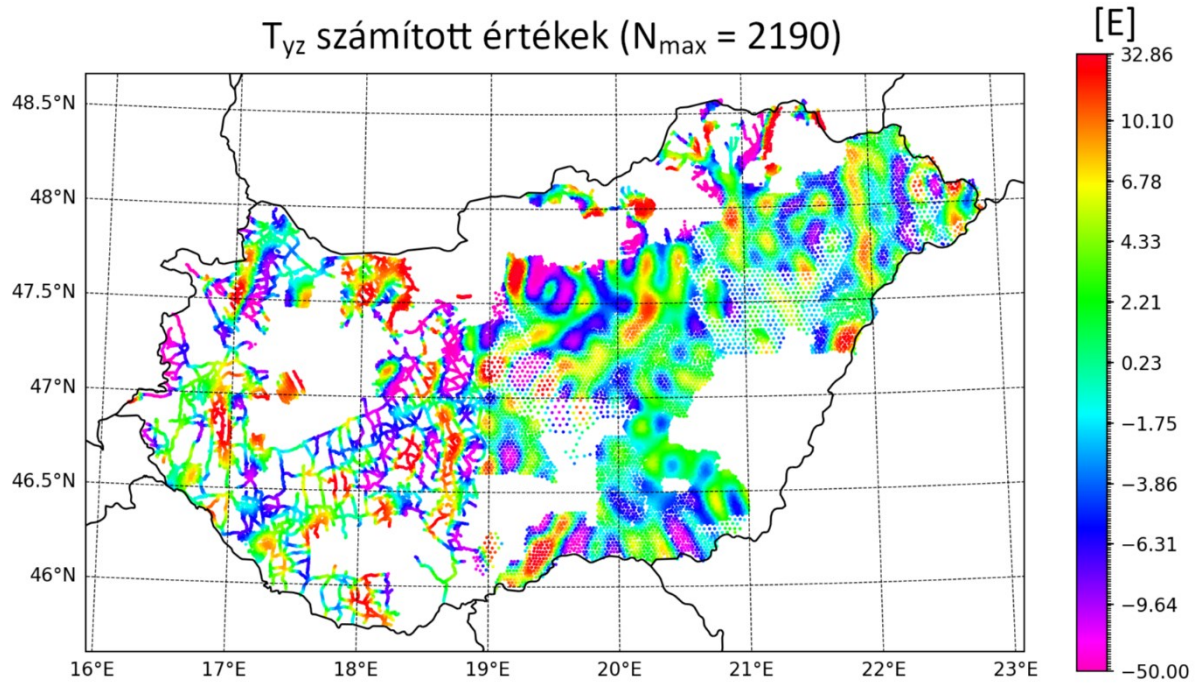 T_yz számított értékek (N_max = 2190)
[E]
32.86
10.10
6.78
4.33
2.21
0.23
−1.75
−3.86
−6.31
−9.64
−50.00
48.5°N
48°N
47.5°N
47°N
46.5°N
46°N
16°E 17°E 18°E 19°E 20°E 21°E 22°E 23°E